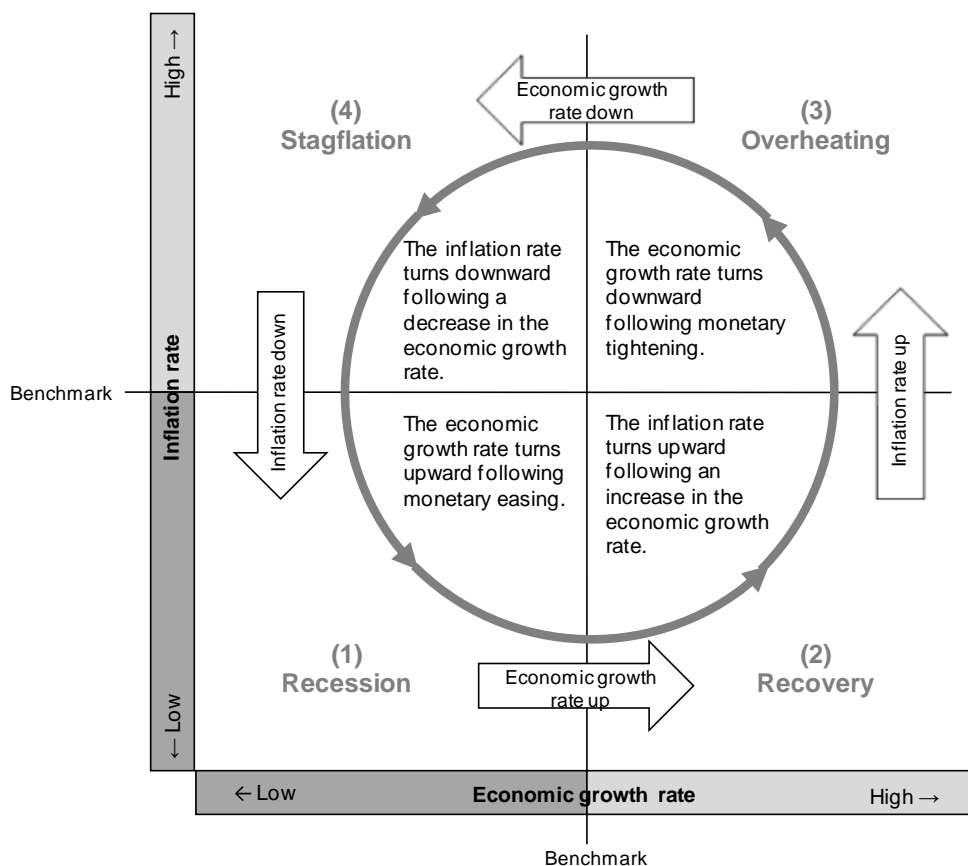 High →
Economic growth
rate down
(4)
Stagflation
(3)
Overheating
The inflation rate
turns downward
following a
decrease in the
economic growth
rate.
The economic
growth rate turns
downward
following monetary
tightening.
Inflation rate down
Inflation rate up
Benchmark
Inflation rate
The economic
growth rate turns
upward following
monetary easing.
The inflation rate
turns upward
following an
increase in the
economic growth
rate.
(1)
Recession
Economic growth
rate up
(2)
Recovery
← Low
← Low
Economic growth rate
High →
Benchmark